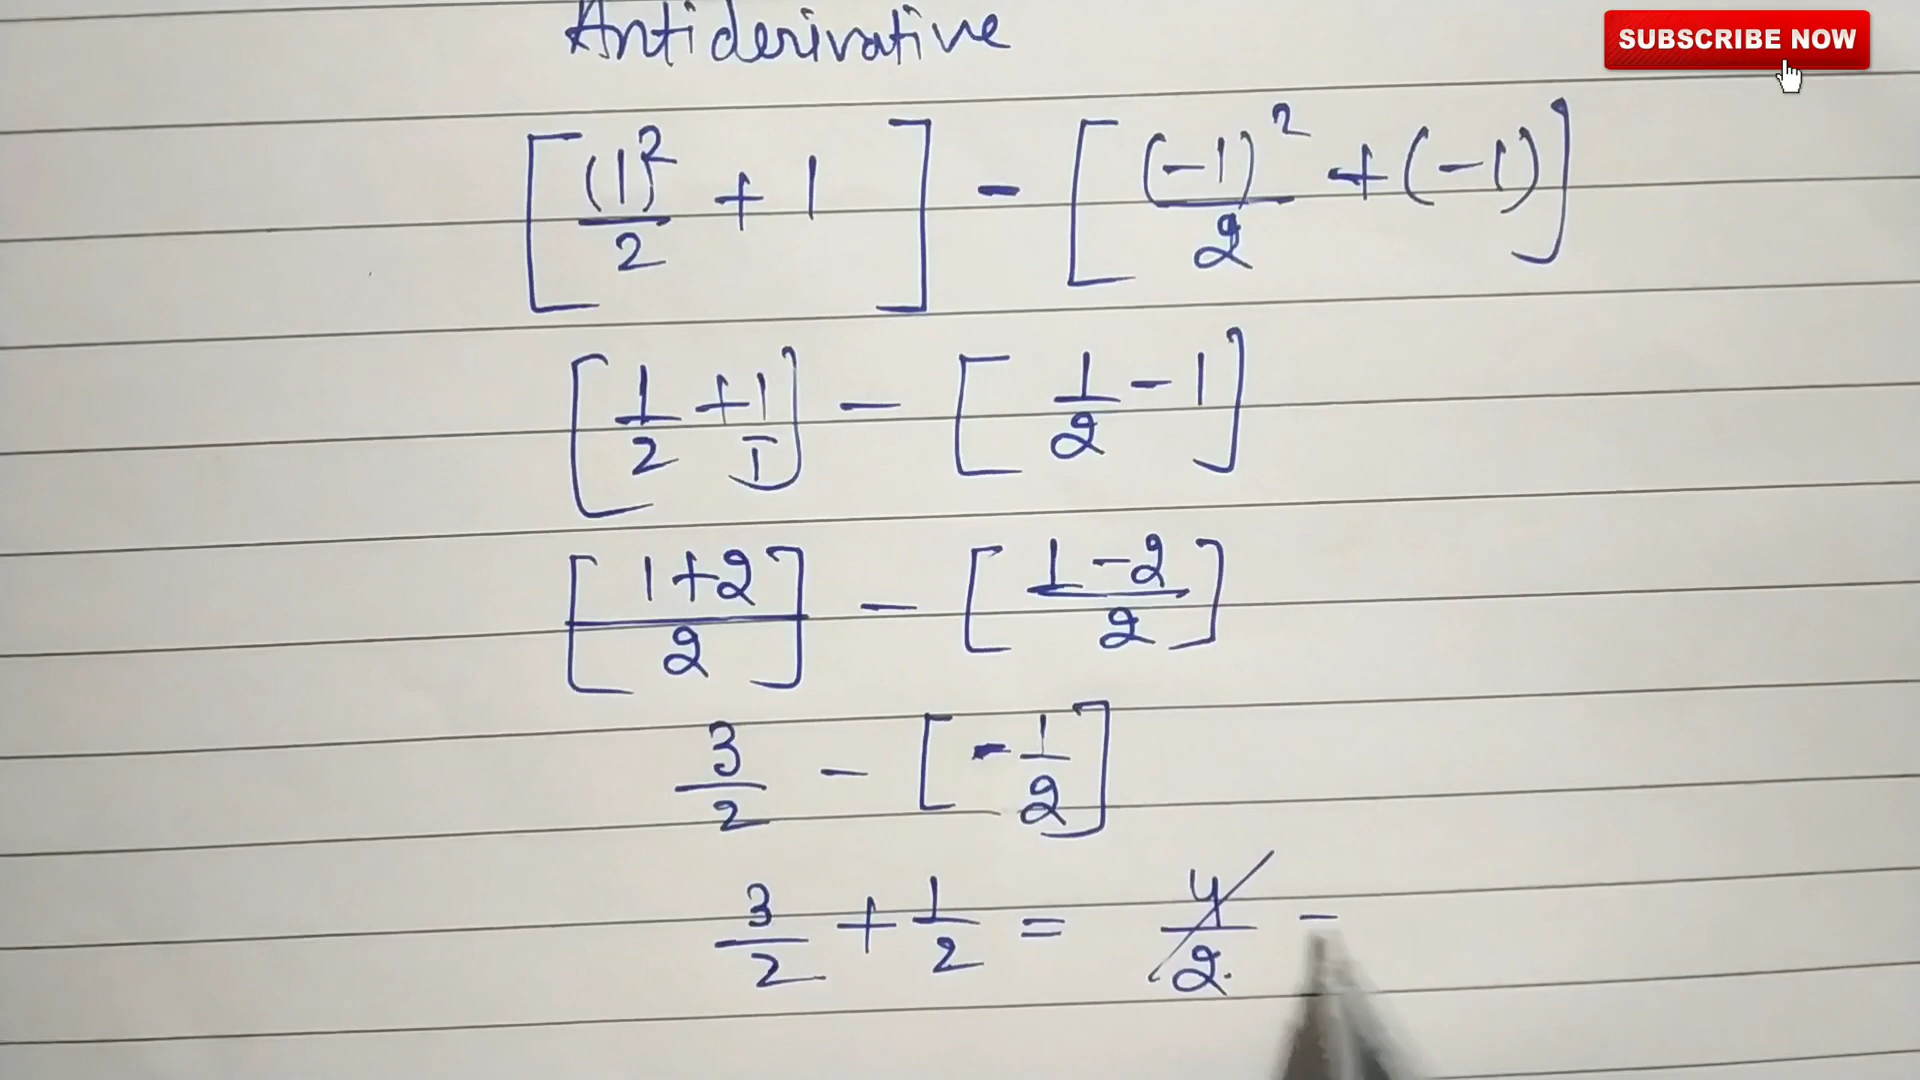 Antiderivative
SUBSCRIBE NOW
[(1)²/2 + 1] - [(-1)²/2 + (-1)]
[1/2 + 1/1] - [1/2 - 1]
[1+2/2] - [1-2/2]
3/2 - [-1/2]
3/2 + 1/2 = 4/2 -